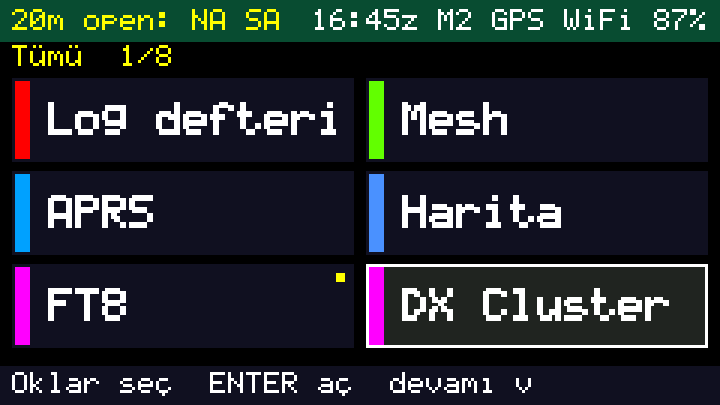 20m open: NA SA 16:45z M2 GPS WiFi 87%
Tümü 1/8
Log defteri Mesh
APRS Harita
FT8 DX Cluster
Oklar seç ENTER aç devamı v